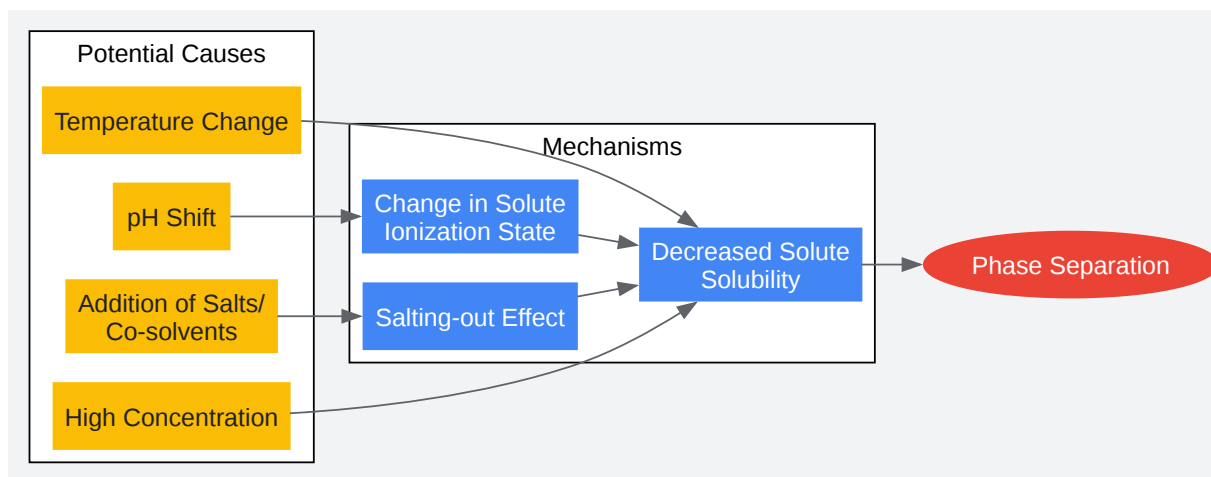 Potential Causes
Temperature Change
pH Shift
Addition of Salts/
Co-solvents
High Concentration
Mechanisms
Change in Solute
Ionization State
Salting-out Effect
Decreased Solute
Solubility
Phase Separation